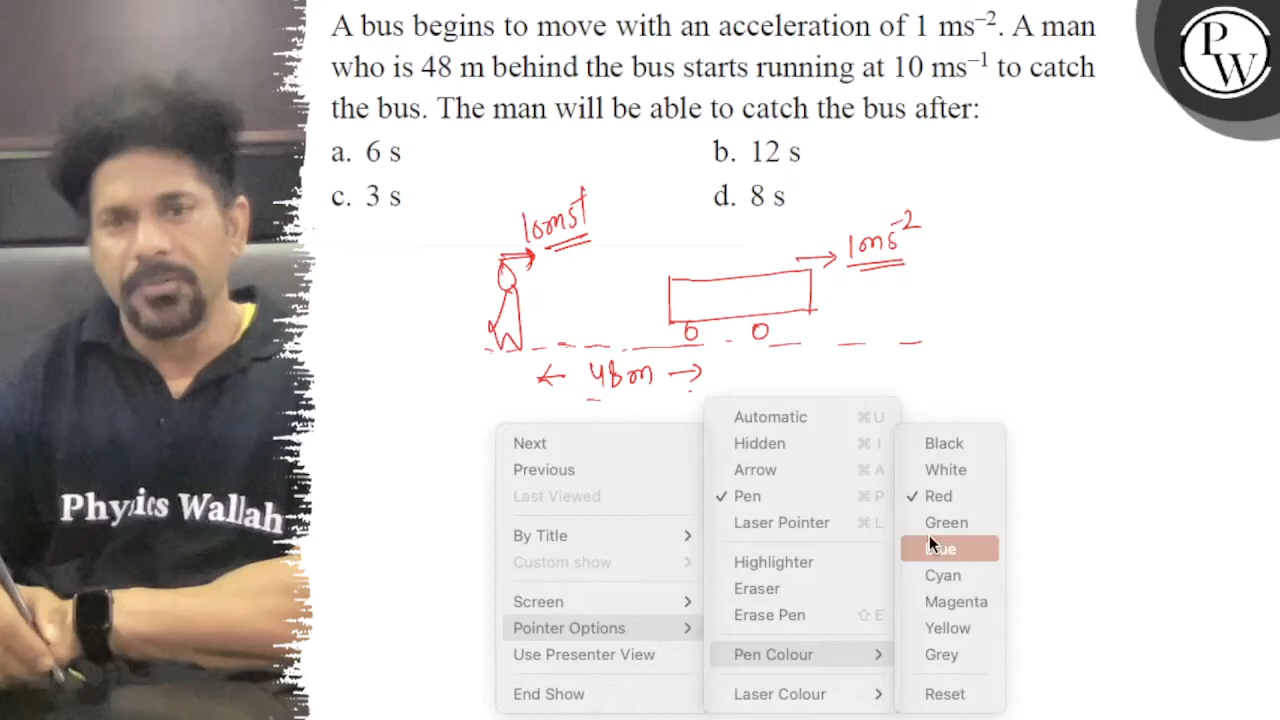 A bus begins to move with an acceleration of 1 ms⁻². A man
who is 48 m behind the bus starts running at 10 ms⁻¹ to catch
the bus. The man will be able to catch the bus after:
a. 6 s
b. 12 s
c. 3 s
d. 8 s
P
W
10ms⁻¹
1ms⁻²
48m
Physics Wallah
Next
Previous
Last Viewed
By Title
Custom show
Screen
Pointer Options
Use Presenter View
End Show
Automatic ⌘ U
Hidden ⌘ I
Arrow ⌘ A
✓ Pen ⌘ P
Laser Pointer ⌘ L
Highlighter
Eraser
Erase Pen ⇧ E
Pen Colour
Laser Colour
Black
White
✓ Red
Green
Blue
Cyan
Magenta
Yellow
Grey
Reset